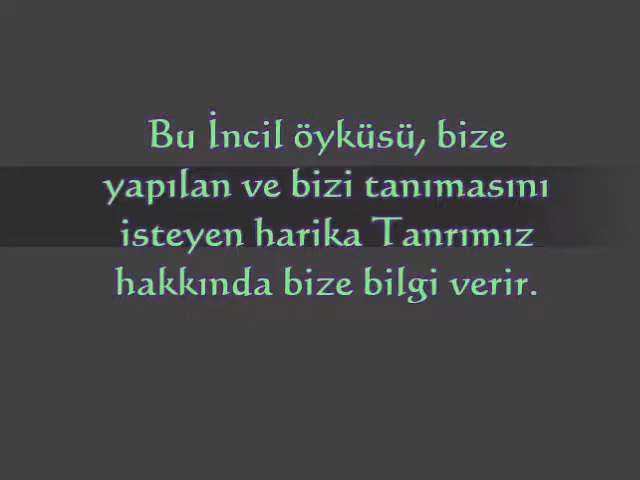 Bu İncil öyküsü, bize
yapılan ve bizi tanımasını
isteyen harika Tanrımız
hakkında bize bilgi verir.